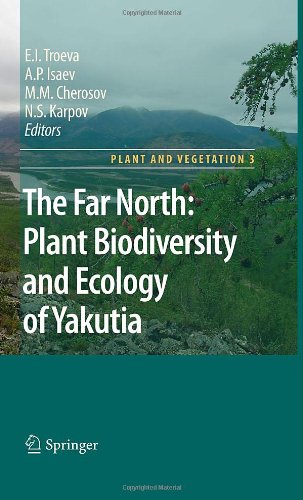 E.I. Troeva
A.P. Isaev
M.M. Cherosov
N.S. Karpov
Editors
PLANT AND VEGETATION 3
The Far North:
Plant Biodiversity
and Ecology
of Yakutia
Springer